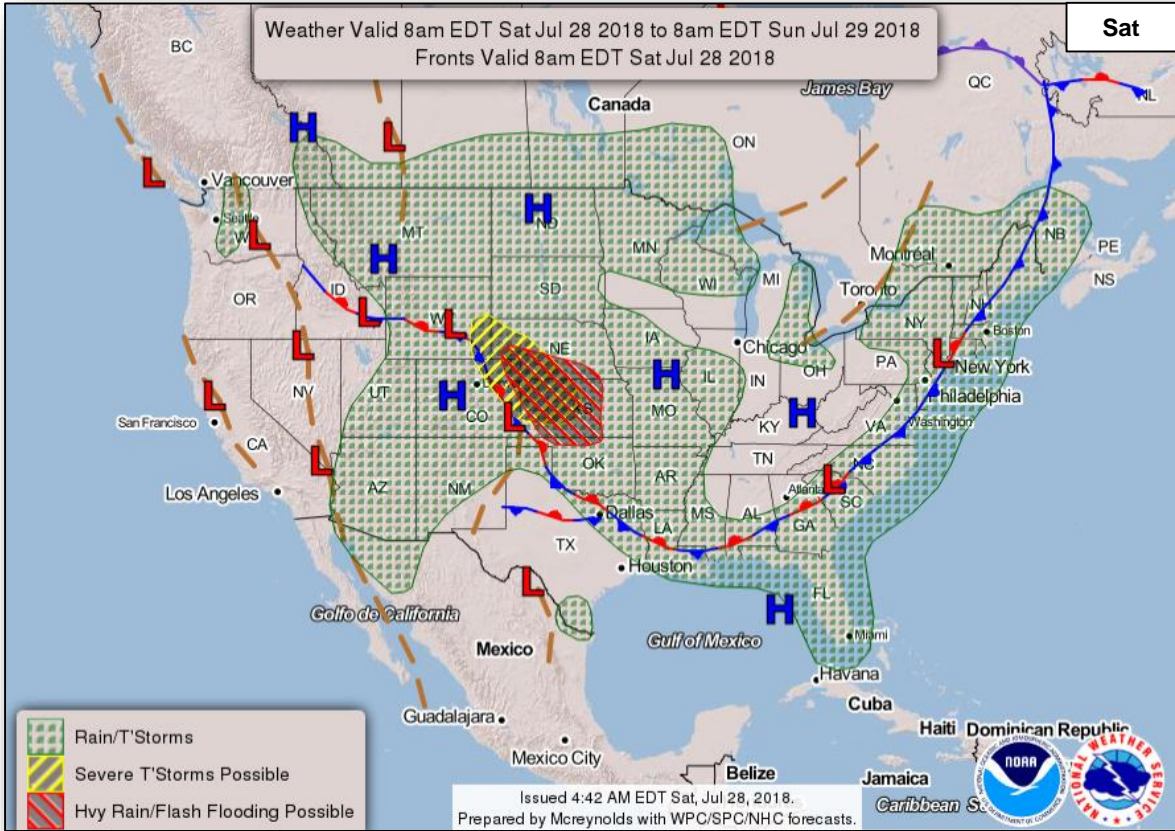 Weather Valid 8am EDT Sat Jul 28 2018 to 8am EDT Sun Jul 29 2018
Fronts Valid 8am EDT Sat Jul 28 2018
Sat
BC
QC
James Bay
NL
Canada
ON
H
L
L
Vancouver
Seattle
W
L
H
MT
H
ND
MN
WI
MI
Montréal
NB
PE
NS
OR
ID
L
W
L
SD
IA
Toronto
NY
NH
Boston
NE
Chicago
PA
L
New York
L
NV
UT
H
CO
L
KS
H
IL
IN
OH
Philadelphia
Washington
L
San Francisco
CA
MO
KY
H
VA
L
Los Angeles
AZ
NM
OK
AR
TN
NC
Atlanta
L
SC
Dallas
TX
LA
MS
AL
GA
Houston
L
H
FL
Miami
Golfo de California
Mexico
Gulf of Mexico
Havana
Cuba
Guadalajara
Mexico City
Haiti
Dominican Republic
Belize
Jamaica
Caribbean
Rain/T'Storms
Severe T'Storms Possible
Hvy Rain/Flash Flooding Possible
Issued 4:42 AM EDT Sat, Jul 28, 2018.
Prepared by Mcreynolds with WPC/SPC/NHC forecasts.
NOAA
NATIONAL WEATHER SERVICE